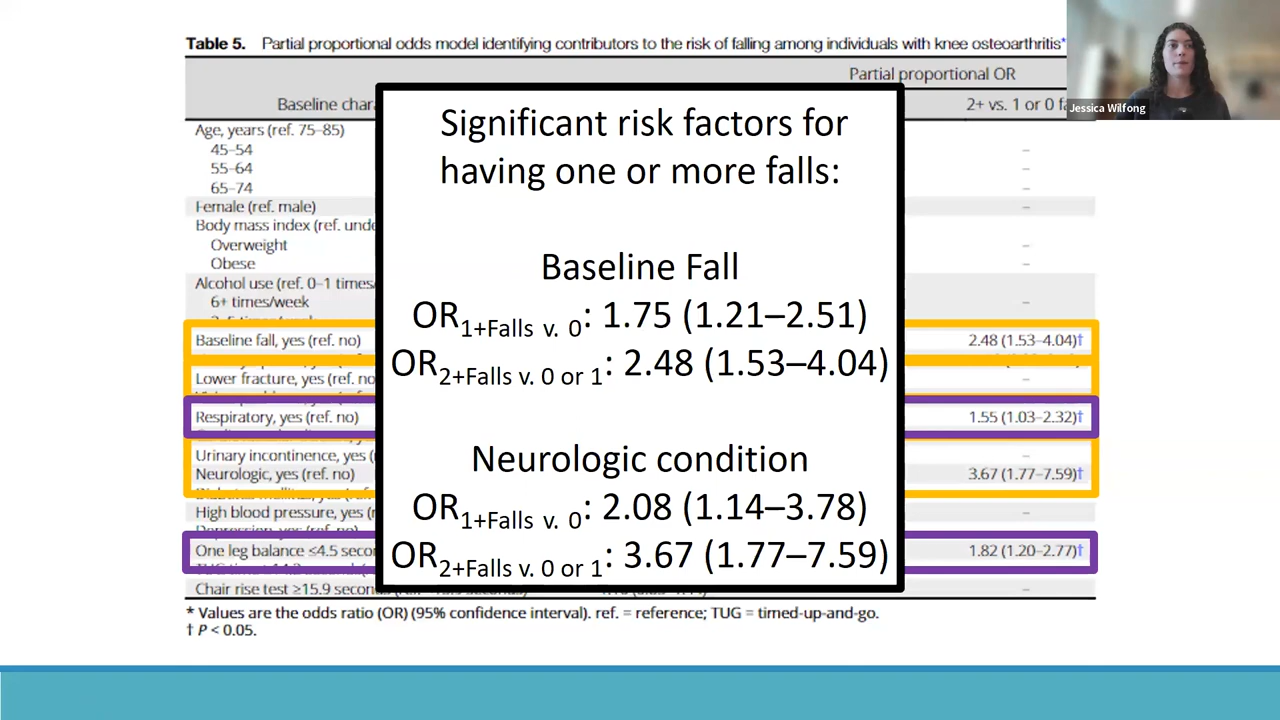 Table 5. Partial proportional odds model identifying contributors to the risk of falling among individuals with knee osteoarthritis*
Partial proportional OR
Baseline
2+ vs. 1 or 0
Jessica Wilfong
Age, years (ref. 75–85)
45–54 –
55–64 –
65–74 –
Female (ref. male) –
Body mass index (ref.
Overweight –
Obese –
Alcohol use (ref. 0–1
6+ times/week –
Baseline fall, yes (ref. no) 2.48 (1.53–4.04)†
Lower fracture, yes (ref. no –
Respiratory, yes (ref. no) 1.55 (1.03–2.32)†
Urinary incontinence, yes ( –
Neurologic, yes (ref. no) 3.67 (1.77–7.59)†
High blood pressure, yes ( –
One leg balance ≤4.5 1.82 (1.20–2.77)†
Chair rise test ≥15.9 –
* Values are the odds ratio (OR) (95% confidence interval). ref. = reference; TUG = timed-up-and-go.
† P < 0.05.
Significant risk factors for
having one or more falls:
Baseline Fall
OR1+Falls v. 0: 1.75 (1.21–2.51)
OR2+Falls v. 0 or 1: 2.48 (1.53–4.04)
Neurologic condition
OR1+Falls v. 0: 2.08 (1.14–3.78)
OR2+Falls v. 0 or 1: 3.67 (1.77–7.59)